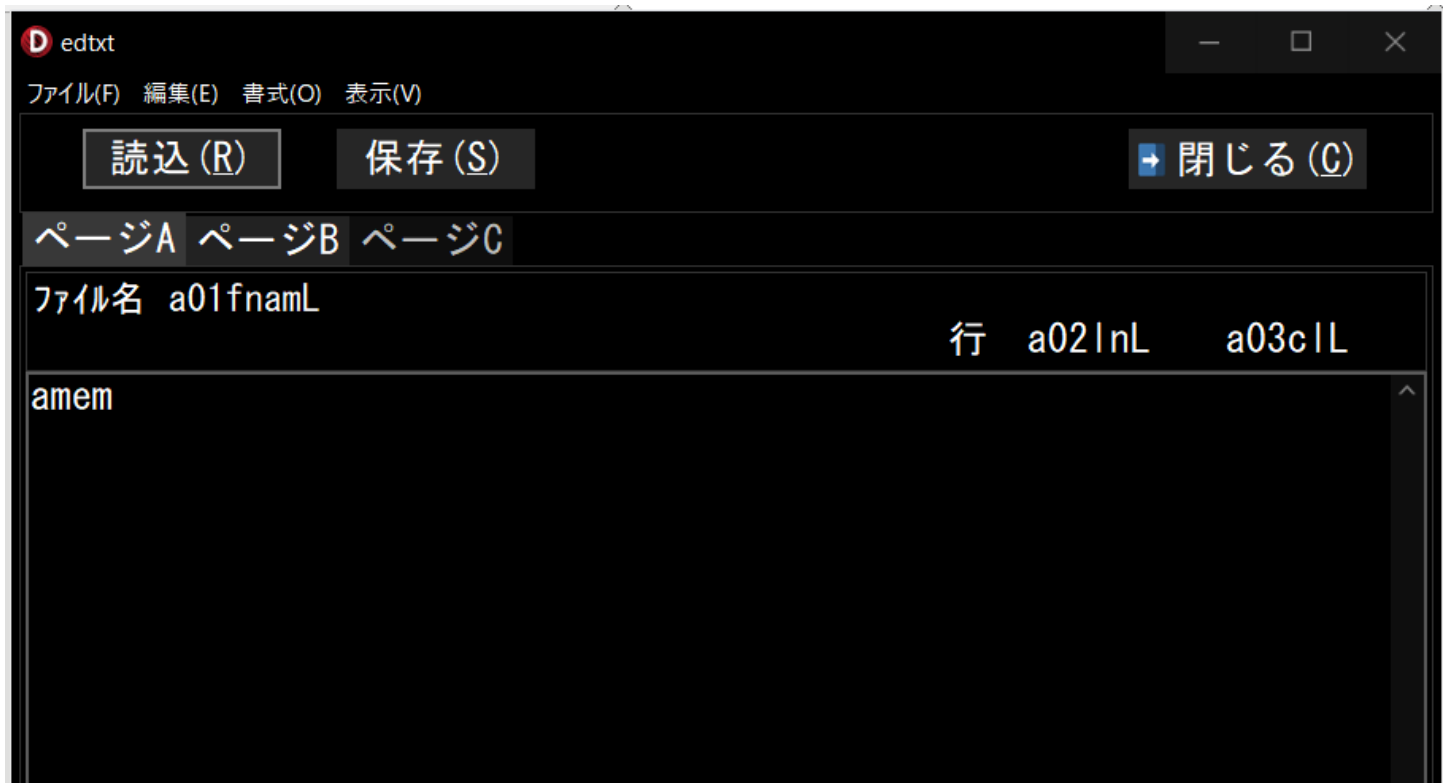 D edtxt
ファイル(F) 編集(E) 書式(O) 表示(V)
読込(R) 保存(S) 閉じる(C)
ページA ページB ページC
ファイル名 a01fnamL
行 a02lnL a03clL
amem